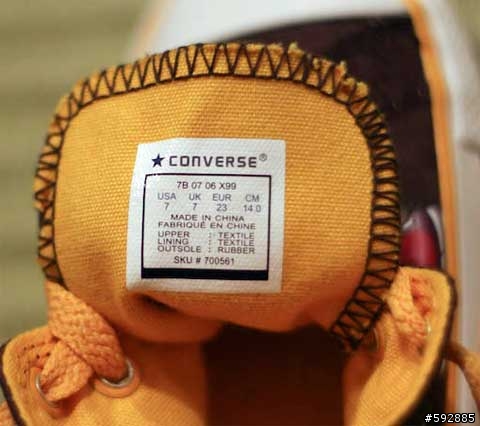 ★CONVERSE®
7B 07 06 X99
USA UK EUR CM
7 7 23 14.0
MADE IN CHINA
FABRIQUÉ EN CHINE
UPPER : TEXTILE
LINING : TEXTILE
OUTSOLE : RUBBER
SKU # 700561
#592885